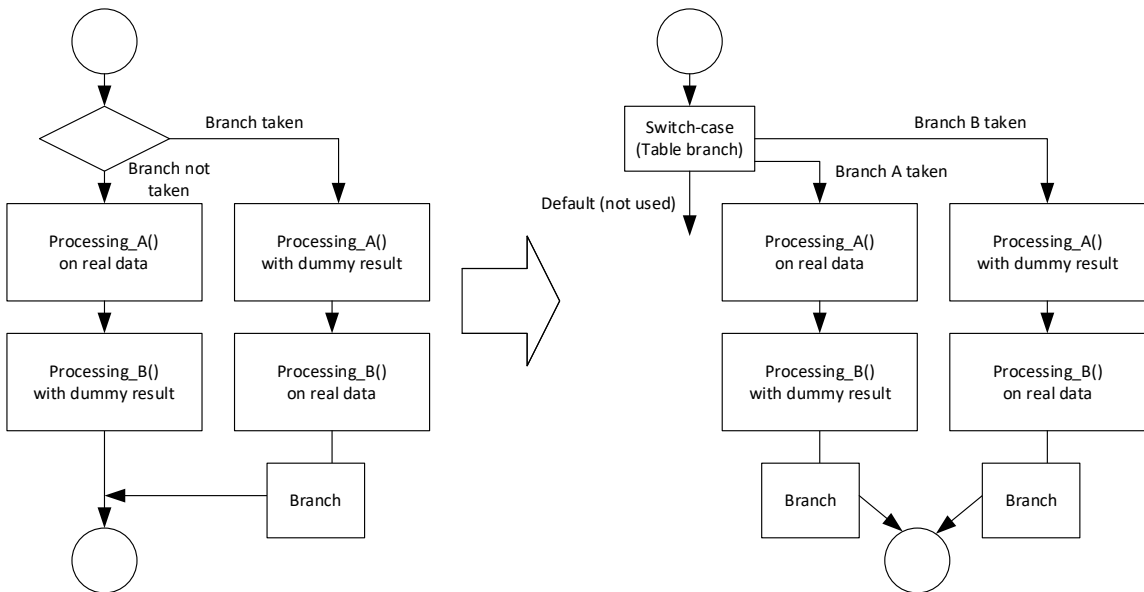 Branch taken
Branch not
taken
Processing_A()
on real data
Processing_A()
with dummy result
Processing_B()
with dummy result
Processing_B()
on real data
Branch
Switch-case
(Table branch)
Branch B taken
Branch A taken
Default (not used)
Processing_A()
on real data
Processing_A()
with dummy result
Processing_B()
with dummy result
Processing_B()
on real data
Branch
Branch